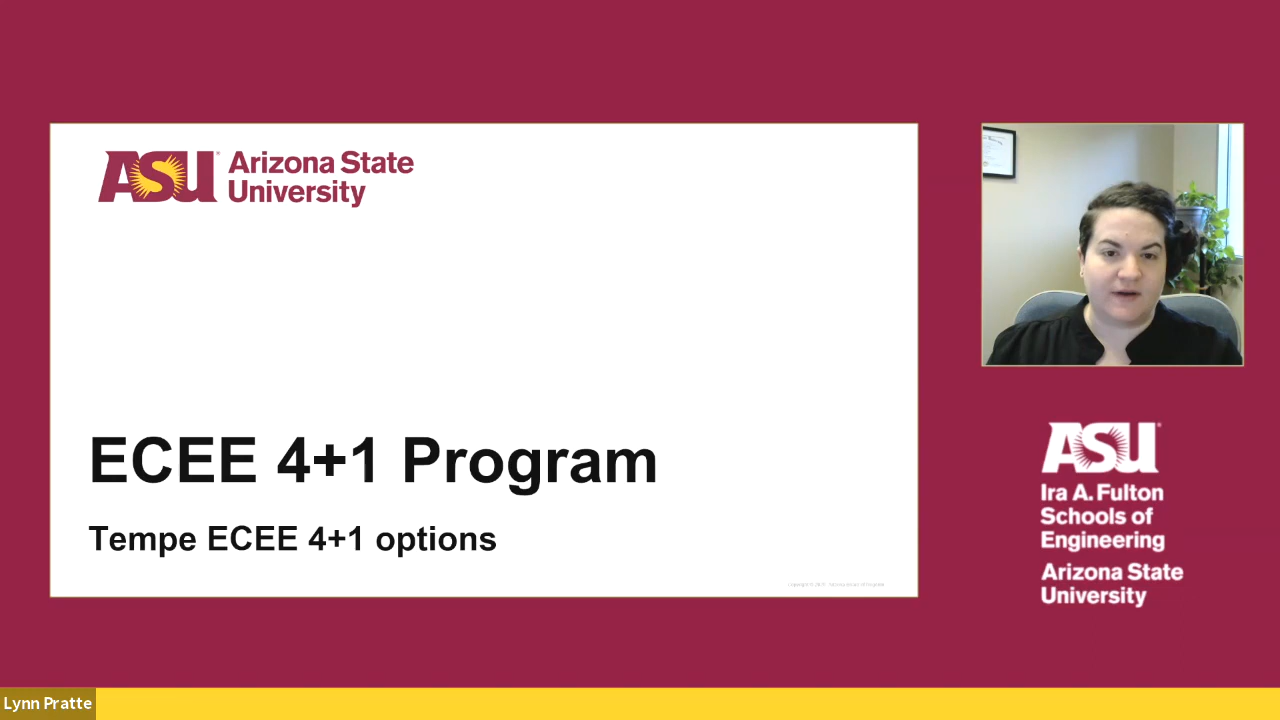 ASU Arizona State
University
ECEE 4+1 Program
Tempe ECEE 4+1 options
ASU
Ira A. Fulton
Schools of
Engineering
Arizona State
University
Lynn Pratte